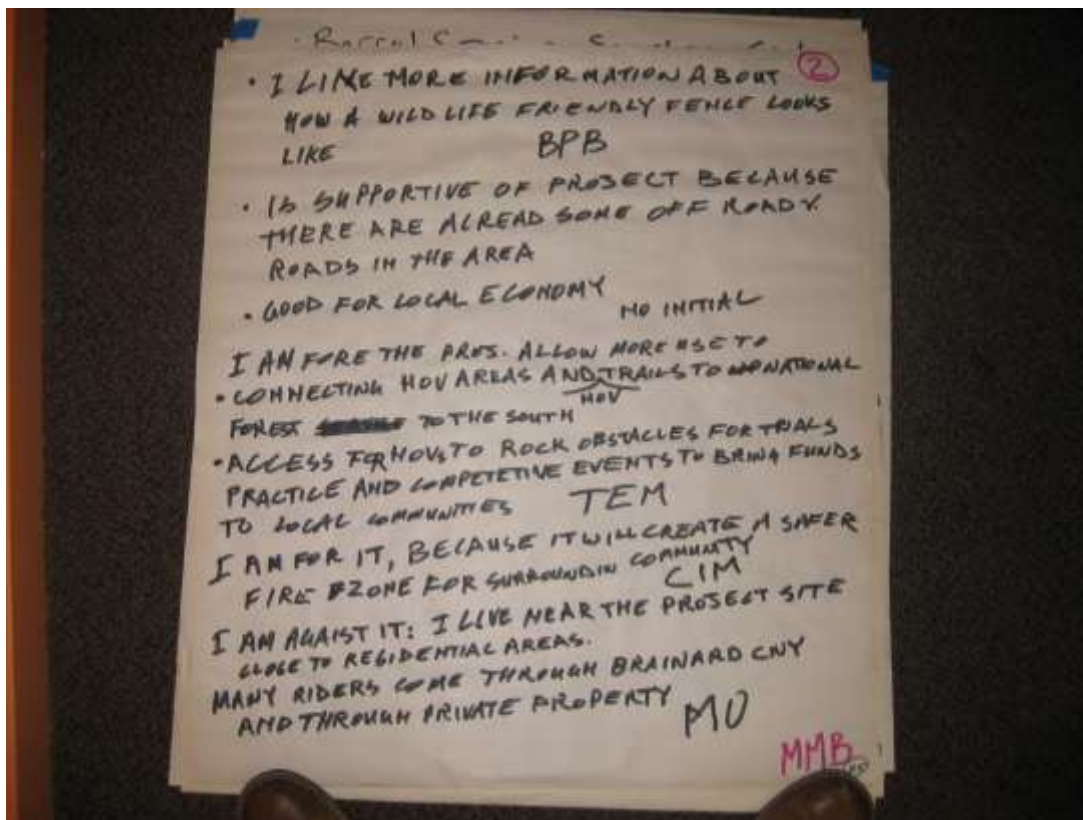 ②
• I LIKE MORE INFORMATION ABOUT
HOW A WILD LIFE FRIENDLY FENCE LOOKS
LIKE BPB
• IS SUPPORTIVE OF PROJECT BECAUSE
THERE ARE ALREAD SOME OFF ROADV.
ROADS IN THE AREA
• GOOD FOR LOCAL ECONOMY
NO INITIAL
I AM FORE THE PROS. ALLOW MORE USE TO
• CONNECTING HOV AREAS AND TRAILS TO NATIONAL
HOV
FOREST TO THE SOUTH
• ACCESS FOR HOVS TO ROCK OBSTACLES FOR TRIALS
PRACTICE AND COMPETETIVE EVENTS TO BRING FUNDS
TO LOCAL COMMUNITIES TEM
I AM FOR IT, BECAUSE IT WILL CREATE A SAFER
FIRE ZONE FOR SURROUNDIN COMMUNITY
CIM
I AM AGAIST IT: I LIVE NEAR THE PROJECT SITE
CLOSE TO RESIDENTIAL AREAS.
MANY RIDERS COME THROUGH BRAINARD CNY
AND THROUGH PRIVATE PROPERTY MO
MMB